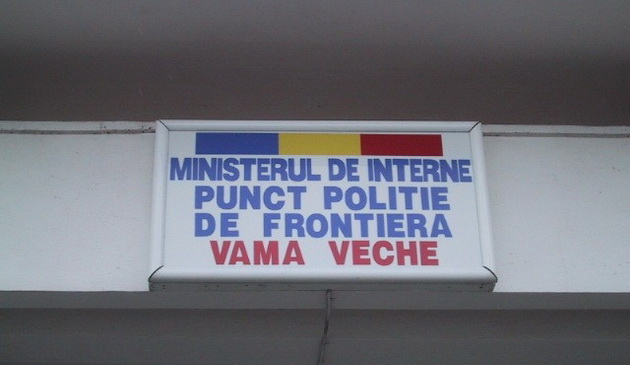 MINISTERUL DE INTERNE
PUNCT POLITIE
DE FRONTIERA
VAMA VECHE